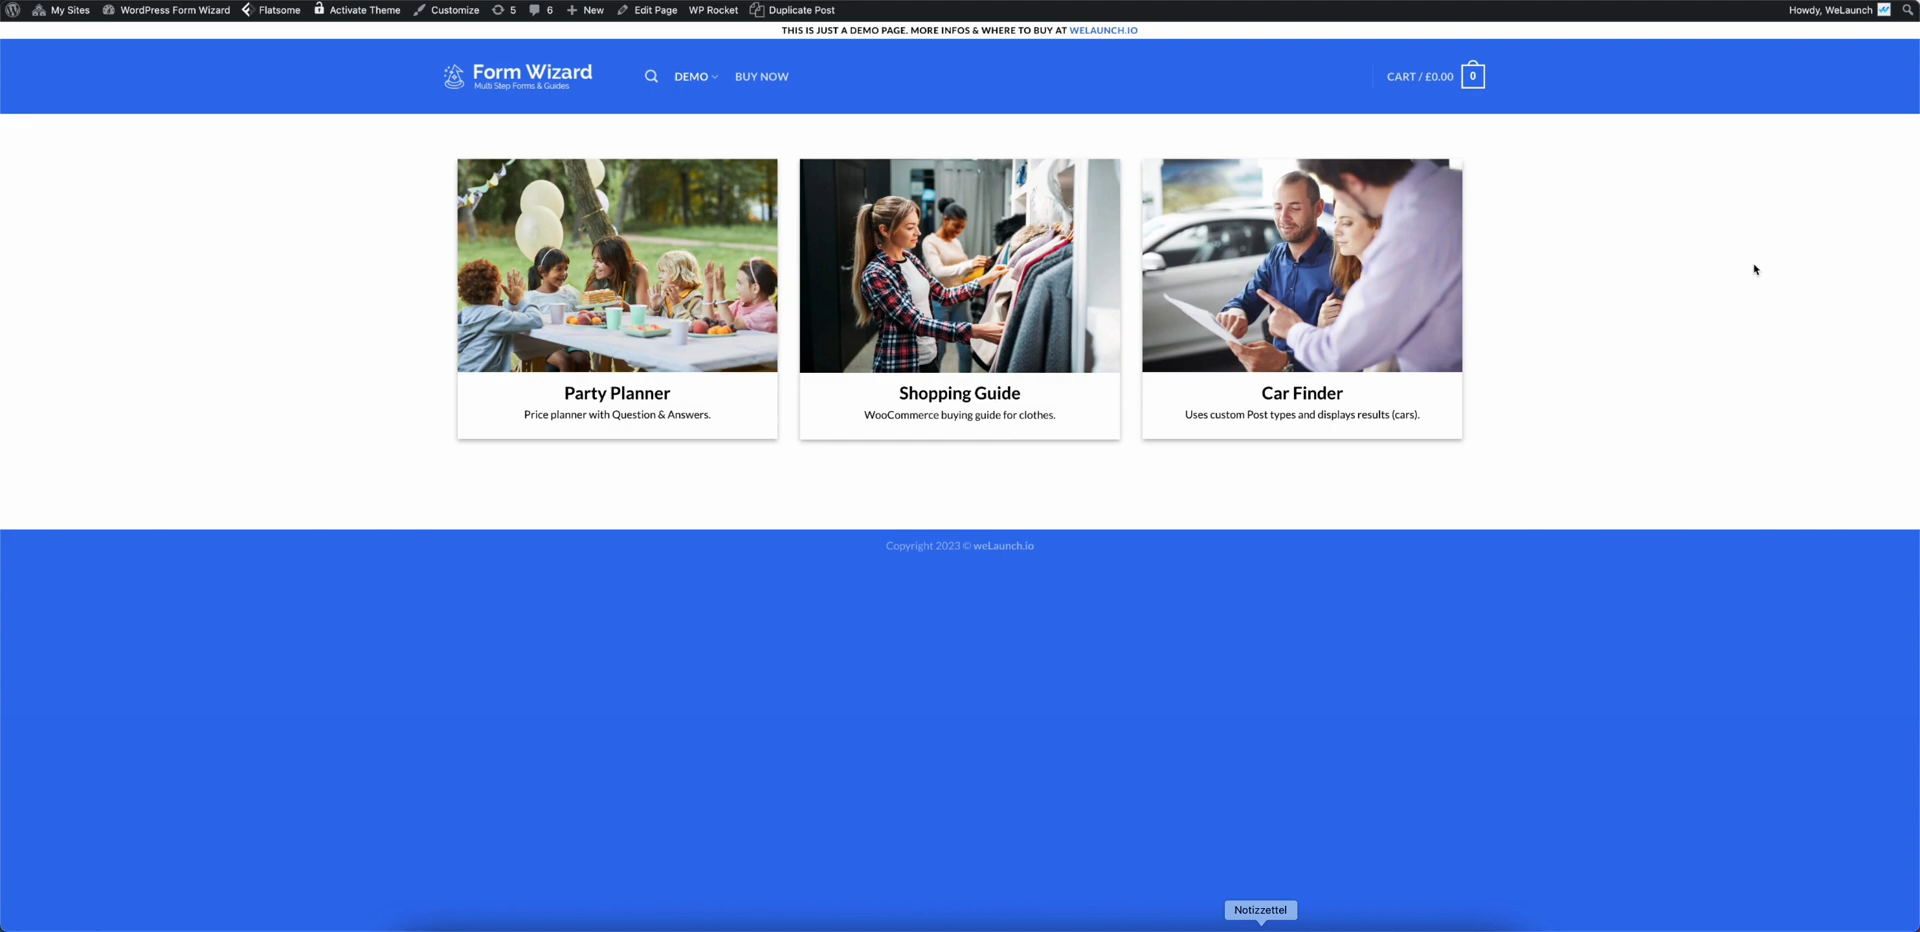 My Sites WordPress Form Wizard Flatsome Activate Theme Customize 5 6 New Edit Page WP Rocket Duplicate Post Howdy, WeLaunch
THIS IS JUST A DEMO PAGE. MORE INFOS & WHERE TO BUY AT WELAUNCH.IO
Form Wizard
Multi Step Forms & Guides
DEMO BUY NOW CART / £0.00 0
Party Planner
Price planner with Question & Answers.
Shopping Guide
WooCommerce buying guide for clothes.
Car Finder
Uses custom Post types and displays results (cars).
Copyright 2023 © weLaunch.io
Notizzettel